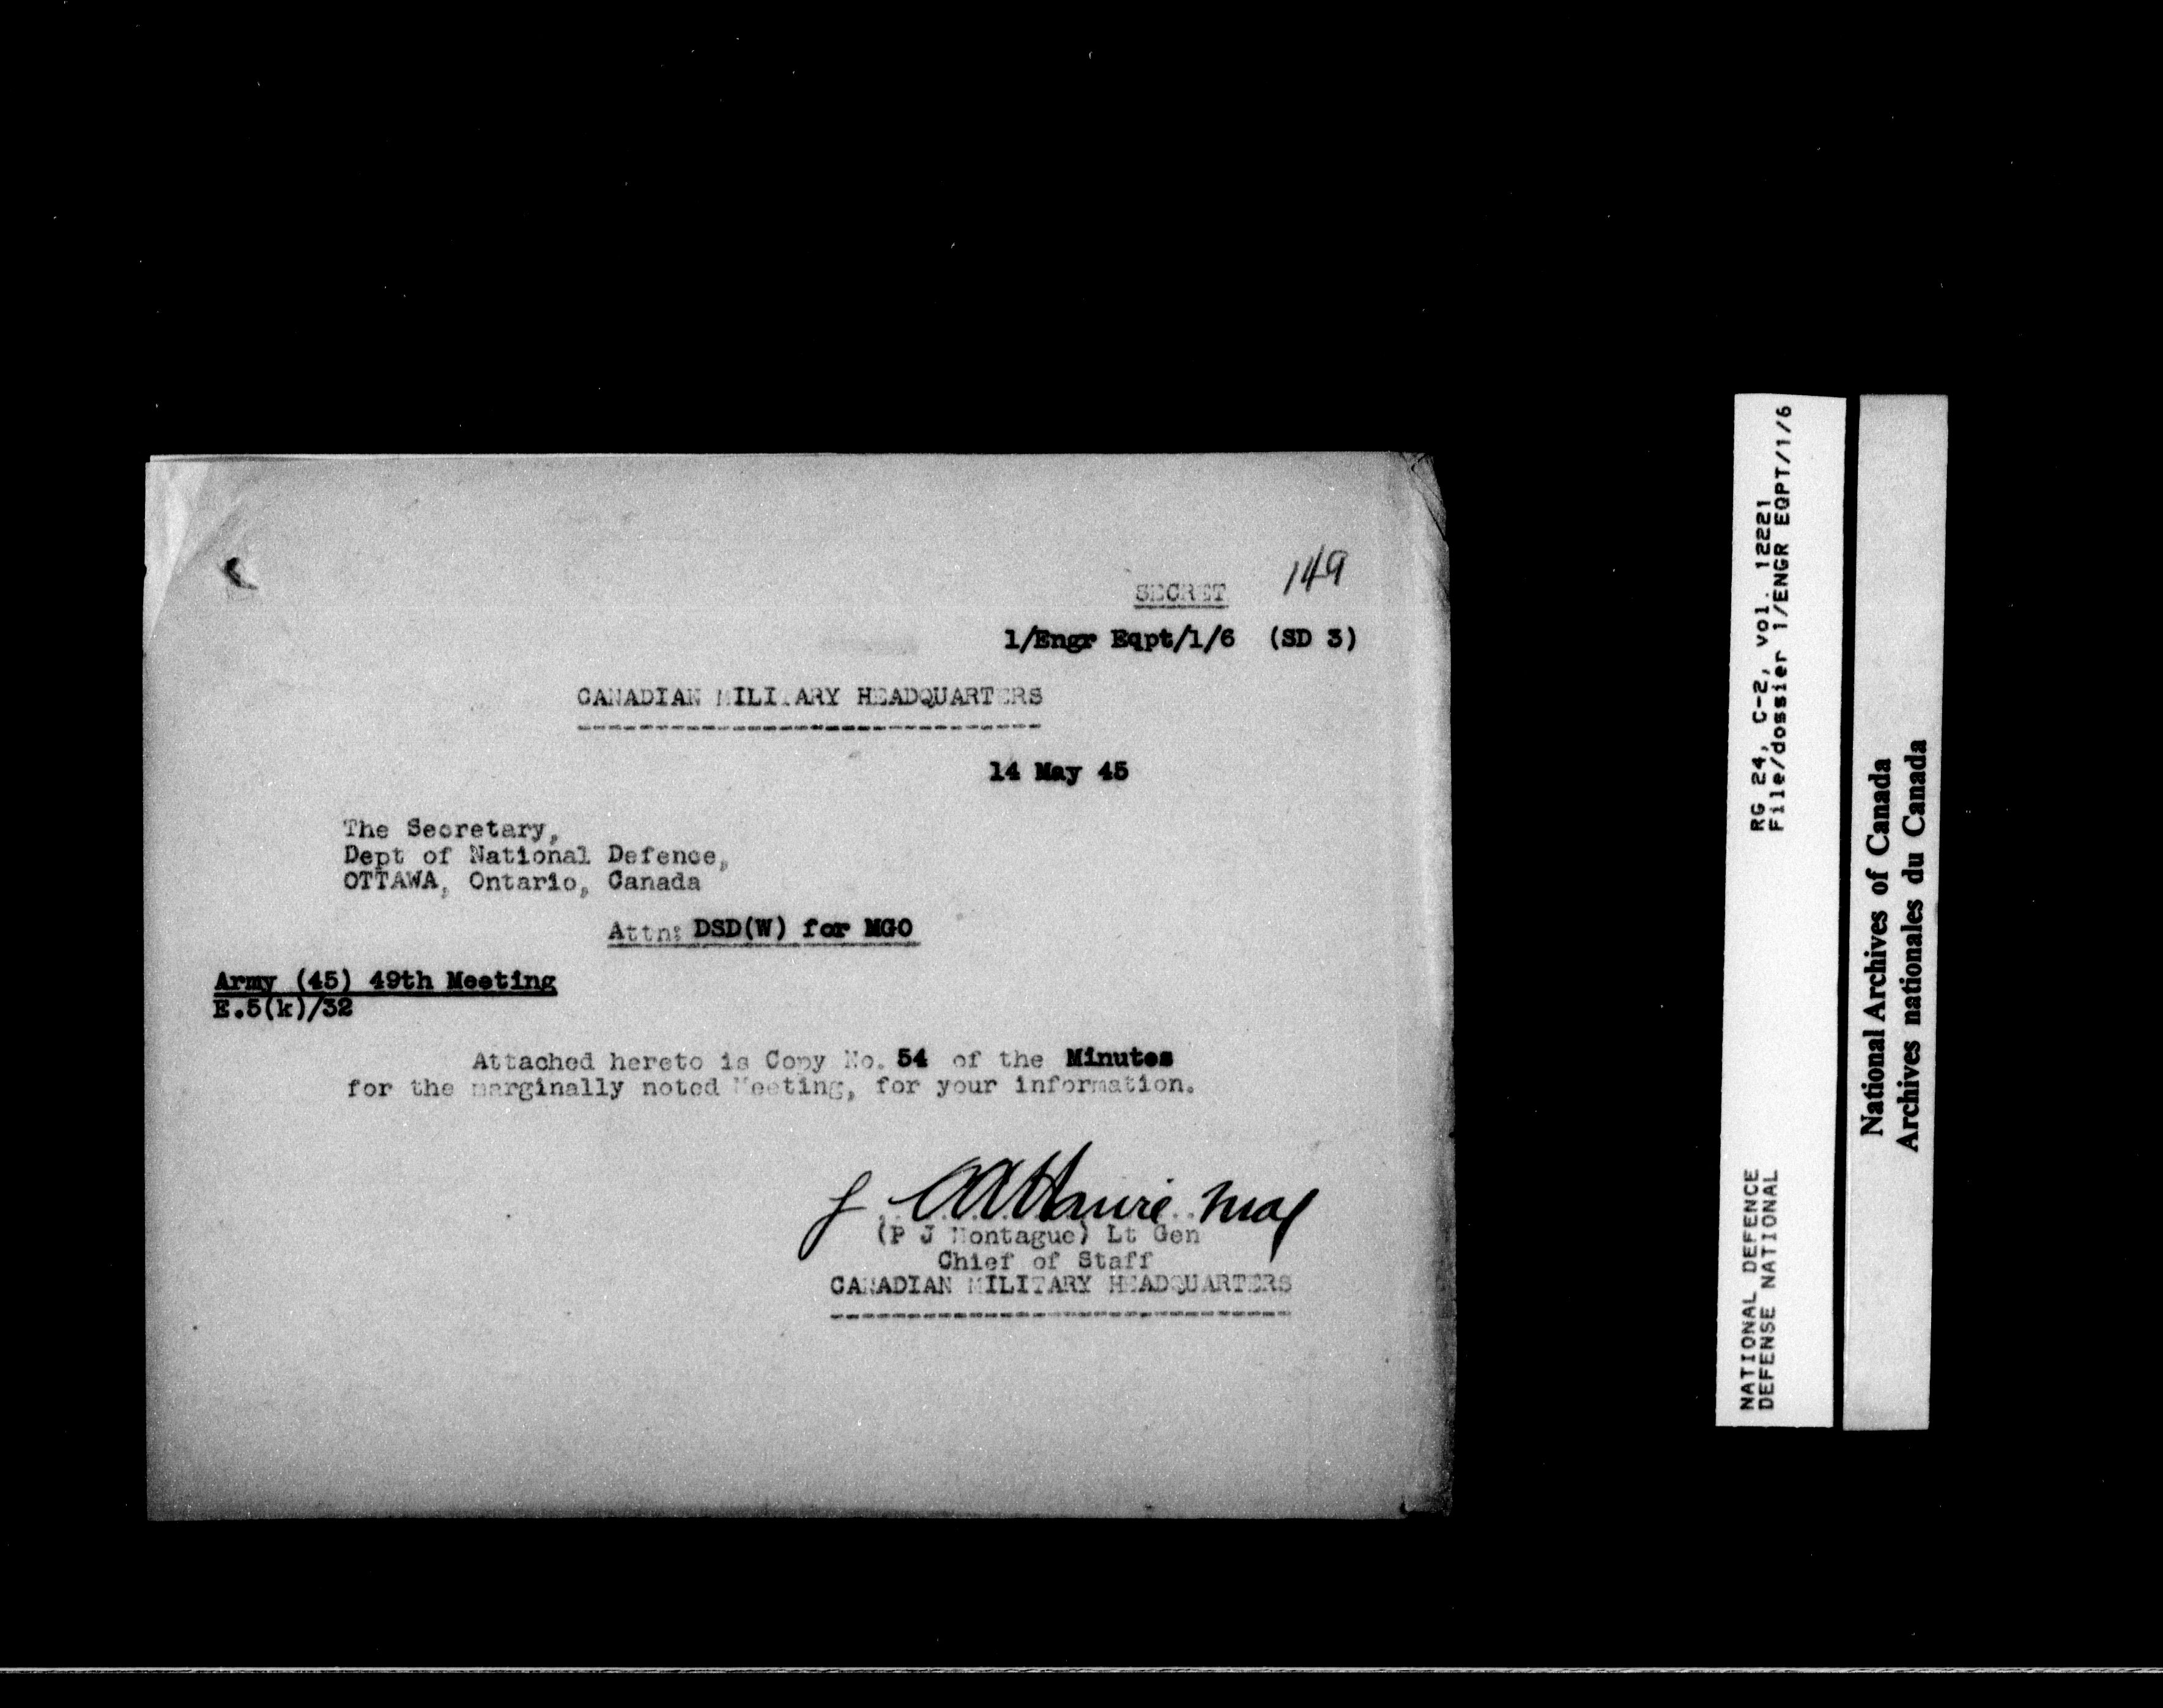 149
SECRET
1/Engr Eqpt/1/6 (SD 3)
CANADIAN MILITARY HEADQUARTERS
14 May 45
The Secretary,
Dept of National Defence,
OTTAWA, Ontario, Canada
Attn: DSD(W) for MGO
Army (45) 49th Meeting
E.5(k)/32
Attached hereto is Copy No. 54 of the Minutes
for the marginally noted Meeting, for your information.
Maj
(P J Montague) Lt Gen
Chief of Staff
CANADIAN MILITARY HEADQUARTERS
RG 24, C-2, vol. 12221
File/dossier 1/ENGR EQPT/1/6
NATIONAL DEFENCE
DEFENSE NATIONAL
National Archives of Canada
Archives nationales du Canada